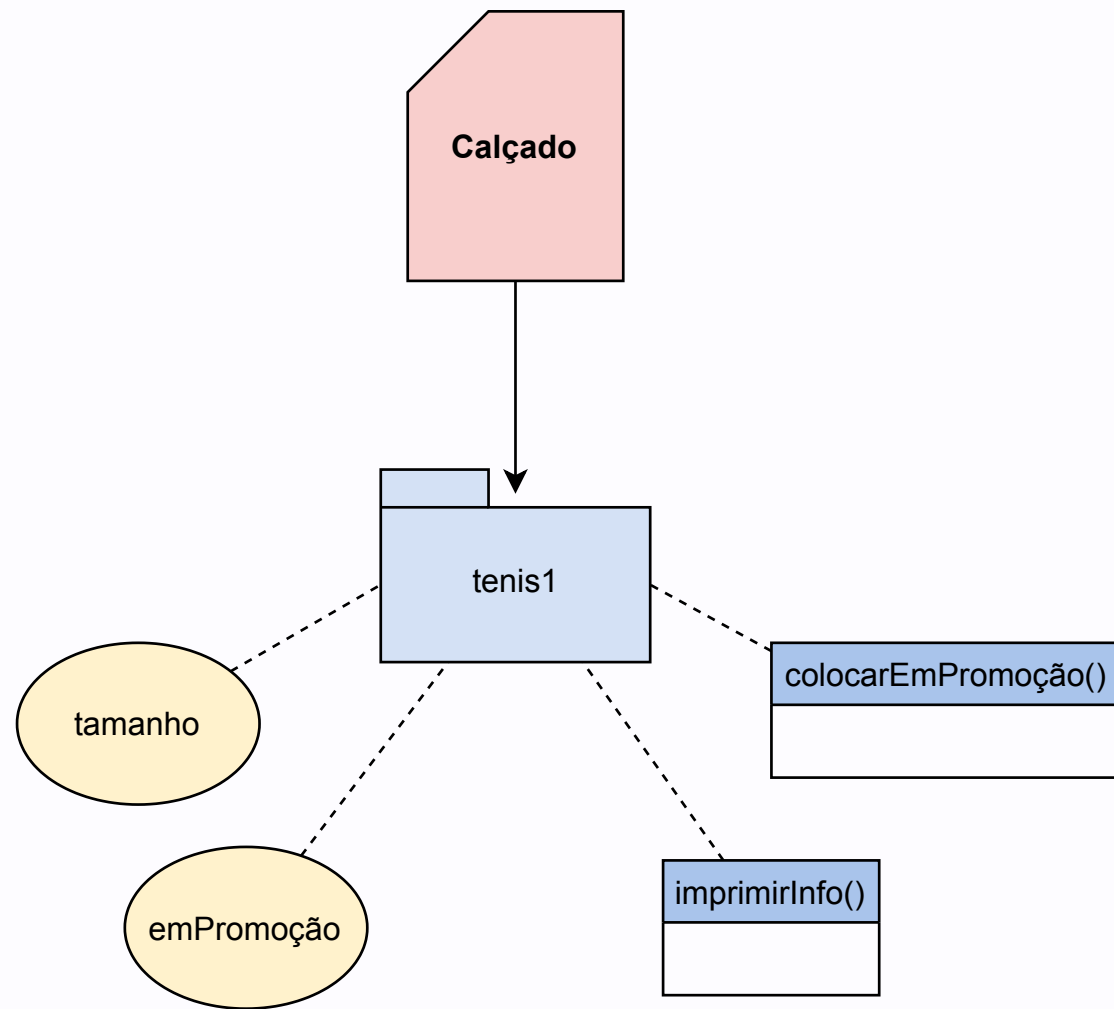 Calçado
tenis1
tamanho
colocarEmPromoção()
emPromoção
imprimirInfo()